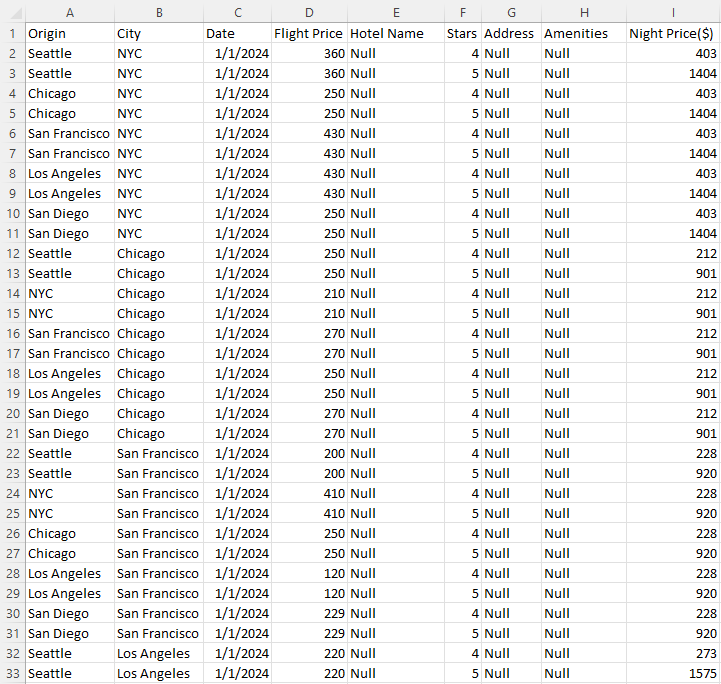 A B C D E F G H I
1 Origin City Date Flight Price Hotel Name Stars Address Amenities Night Price($)
2 Seattle NYC 1/1/2024 360 Null 4 Null Null 403
3 Seattle NYC 1/1/2024 360 Null 5 Null Null 1404
4 Chicago NYC 1/1/2024 250 Null 4 Null Null 403
5 Chicago NYC 1/1/2024 250 Null 5 Null Null 1404
6 San Francisco NYC 1/1/2024 430 Null 4 Null Null 403
7 San Francisco NYC 1/1/2024 430 Null 5 Null Null 1404
8 Los Angeles NYC 1/1/2024 430 Null 4 Null Null 403
9 Los Angeles NYC 1/1/2024 430 Null 5 Null Null 1404
10 San Diego NYC 1/1/2024 250 Null 4 Null Null 403
11 San Diego NYC 1/1/2024 250 Null 5 Null Null 1404
12 Seattle Chicago 1/1/2024 250 Null 4 Null Null 212
13 Seattle Chicago 1/1/2024 250 Null 5 Null Null 901
14 NYC Chicago 1/1/2024 210 Null 4 Null Null 212
15 NYC Chicago 1/1/2024 210 Null 5 Null Null 901
16 San Francisco Chicago 1/1/2024 270 Null 4 Null Null 212
17 San Francisco Chicago 1/1/2024 270 Null 5 Null Null 901
18 Los Angeles Chicago 1/1/2024 250 Null 4 Null Null 212
19 Los Angeles Chicago 1/1/2024 250 Null 5 Null Null 901
20 San Diego Chicago 1/1/2024 270 Null 4 Null Null 212
21 San Diego Chicago 1/1/2024 270 Null 5 Null Null 901
22 Seattle San Francisco 1/1/2024 200 Null 4 Null Null 228
23 Seattle San Francisco 1/1/2024 200 Null 5 Null Null 920
24 NYC San Francisco 1/1/2024 410 Null 4 Null Null 228
25 NYC San Francisco 1/1/2024 410 Null 5 Null Null 920
26 Chicago San Francisco 1/1/2024 250 Null 4 Null Null 228
27 Chicago San Francisco 1/1/2024 250 Null 5 Null Null 920
28 Los Angeles San Francisco 1/1/2024 120 Null 4 Null Null 228
29 Los Angeles San Francisco 1/1/2024 120 Null 5 Null Null 920
30 San Diego San Francisco 1/1/2024 229 Null 4 Null Null 228
31 San Diego San Francisco 1/1/2024 229 Null 5 Null Null 920
32 Seattle Los Angeles 1/1/2024 220 Null 4 Null Null 273
33 Seattle Los Angeles 1/1/2024 220 Null 5 Null Null 1575